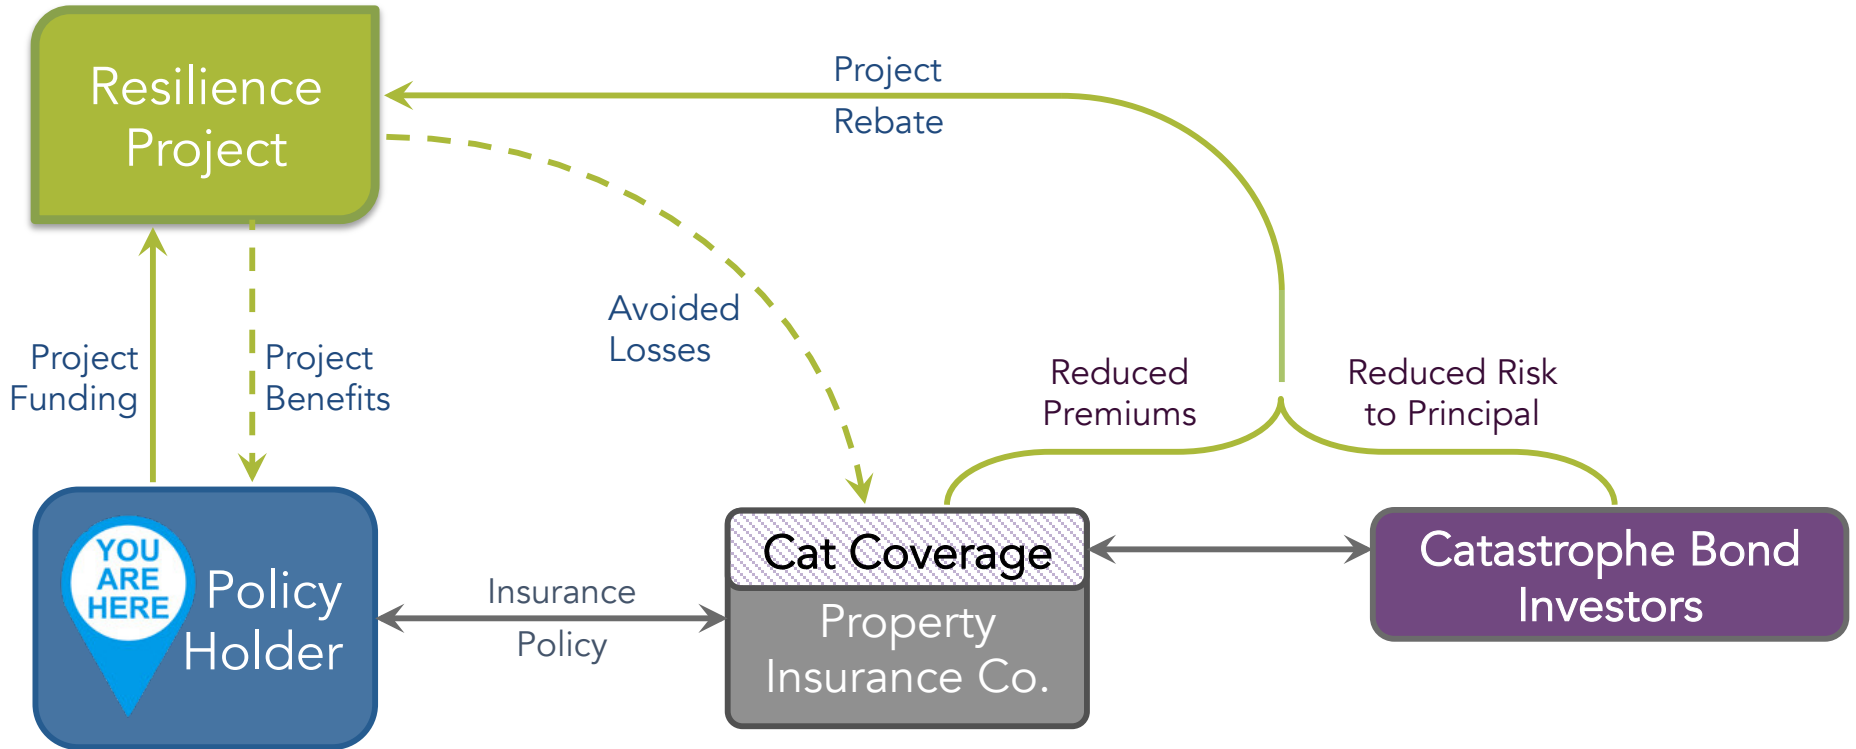 Resilience
Project
Project
Rebate
Avoided
Losses
Project
Funding
Project
Benefits
Reduced
Premiums
Reduced Risk
to Principal
YOU
ARE
HERE
Policy
Holder
Insurance
Policy
Cat Coverage
Property
Insurance Co.
Catastrophe Bond
Investors